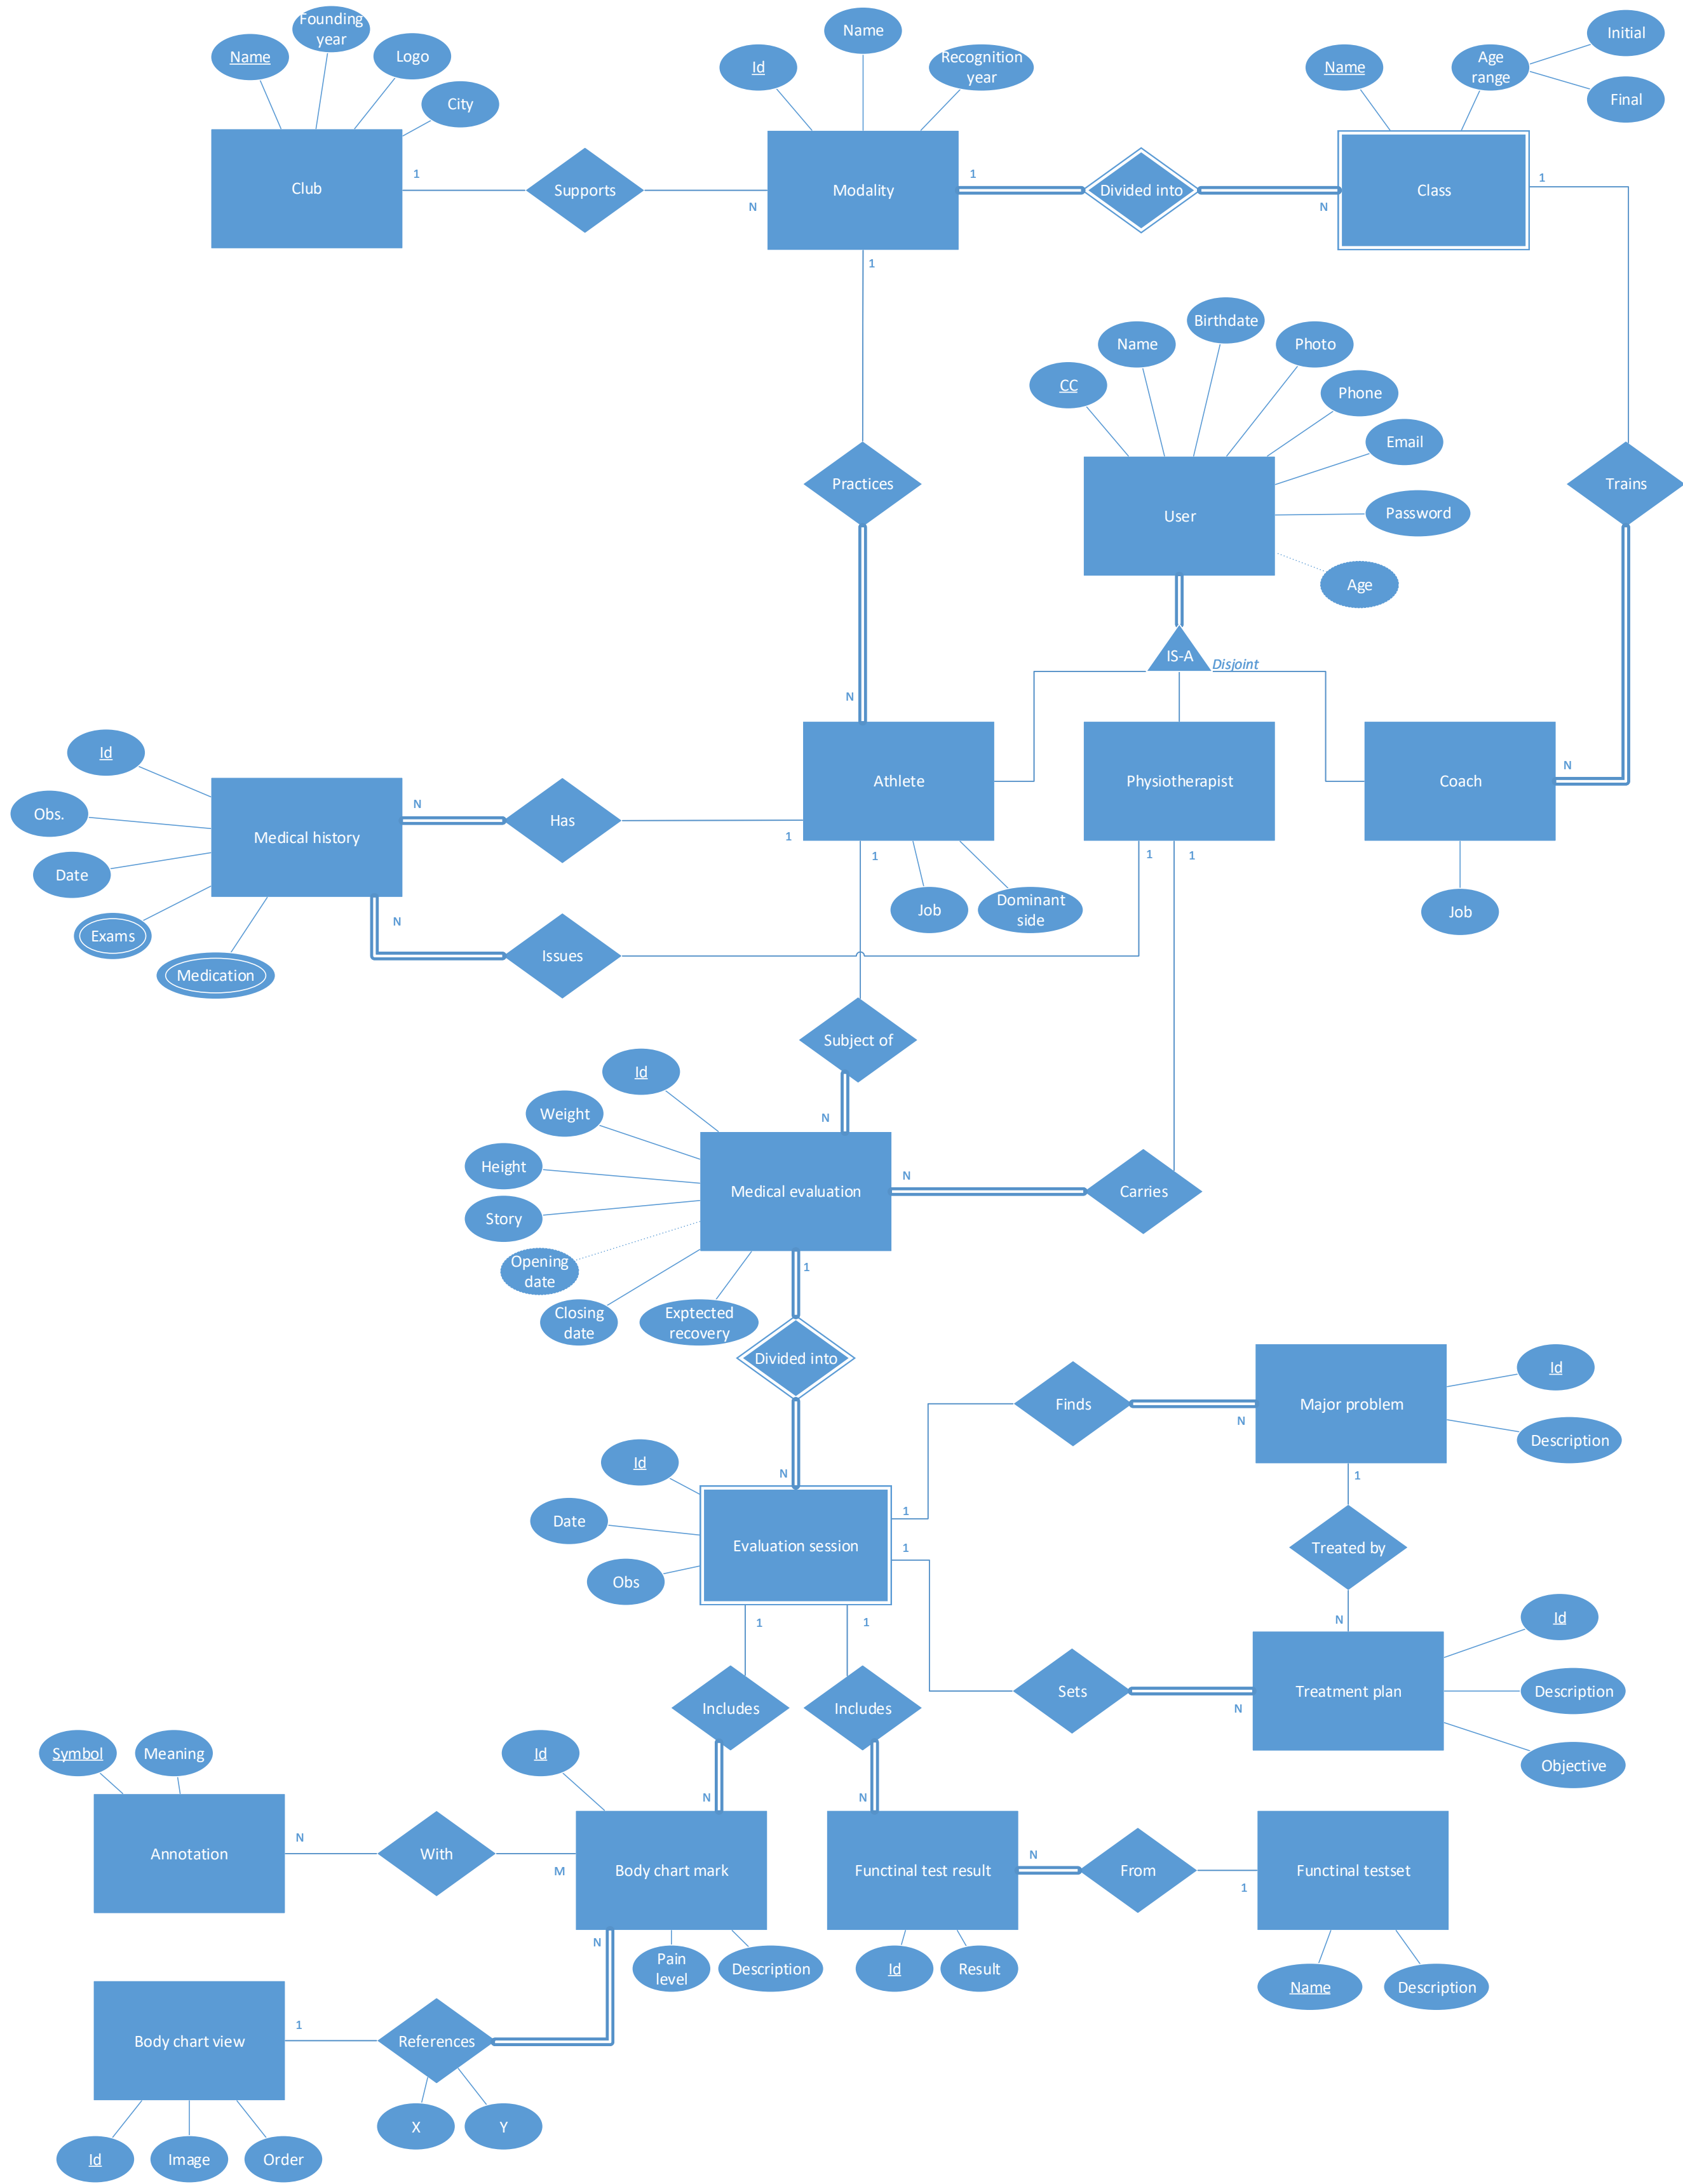 Founding
year
Name
Logo
City
Club
1
Supports
N
Name
Id
Recognition
year
Modality
1
1
Divided into
N
Name
Age
range
Initial
Final
Class
1
Practices
N
CC
Name
Birthdate
Photo
Phone
Email
Password
Age
User
Trains
N
IS-A
Disjoint
Athlete
Physiotherapist
Coach
Job
Dominant
side
Job
Id
Obs.
Date
Exams
Medication
Medical history
N
Has
1
N
Issues
1
1
1
Subject of
N
Id
Weight
Height
Story
Opening
date
Closing
date
Exptected
recovery
Medical evaluation
N
Carries
1
Divided into
N
Id
Date
Obs
Evaluation session
1
Finds
N
Major problem
Id
Description
1
Treated by
N
1
Sets
N
Treatment plan
Id
Description
Objective
1
1
Includes
Includes
N
N
Symbol
Meaning
Annotation
N
With
M
Id
Body chart mark
Pain
level
Description
Functinal test result
Id
Result
N
From
1
Functinal testset
Name
Description
N
Body chart view
1
References
X
Y
Id
Image
Order